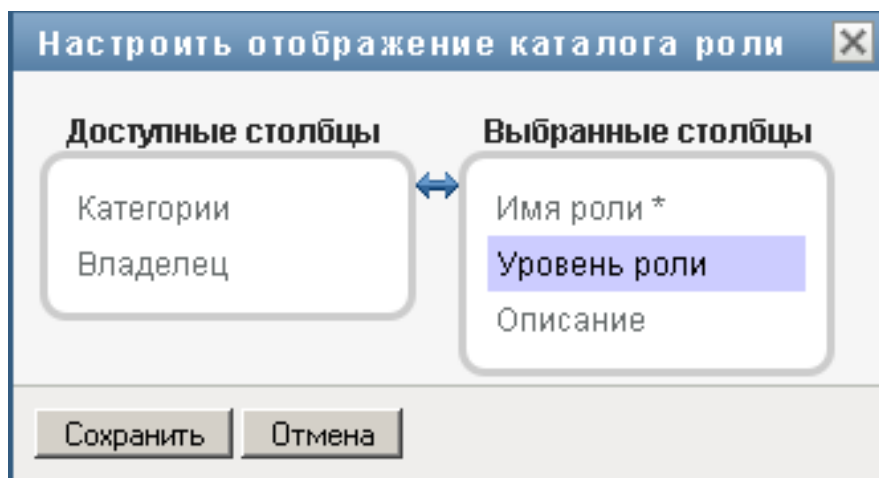 Настроить отображение каталога роли
Доступные столбцы
Категории
Владелец
Выбранные столбцы
Имя роли *
Уровень роли
Описание
Сохранить
Отмена